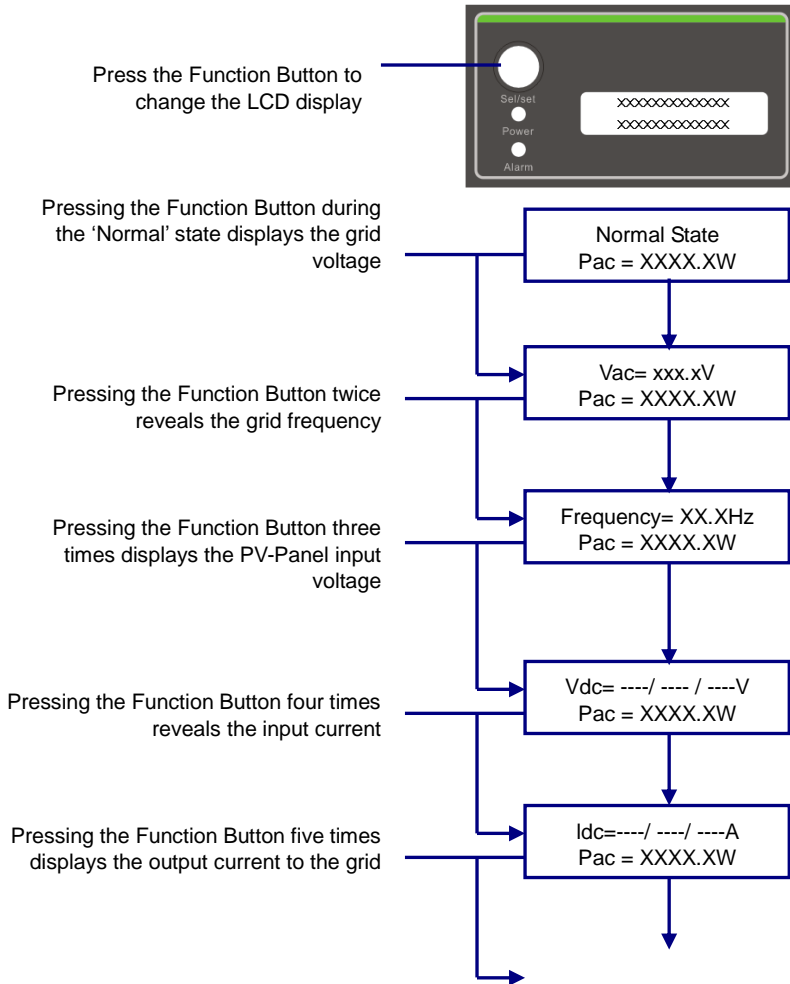 Press the Function Button to
change the LCD display
Sel/set
Power
Alarm
XXXXXXXXXXXXX
XXXXXXXXXXXXX
Pressing the Function Button during
the ‘Normal’ state displays the grid
voltage
Normal State
Pac = XXXX.XW
Vac= xxx.xV
Pac = XXXX.XW
Pressing the Function Button twice
reveals the grid frequency
Frequency= XX.XHz
Pac = XXXX.XW
Pressing the Function Button three
times displays the PV-Panel input
voltage
Vdc= ----/ ---- / ----V
Pac = XXXX.XW
Pressing the Function Button four times
reveals the input current
Idc=----/ ----/ ----A
Pac = XXXX.XW
Pressing the Function Button five times
displays the output current to the grid